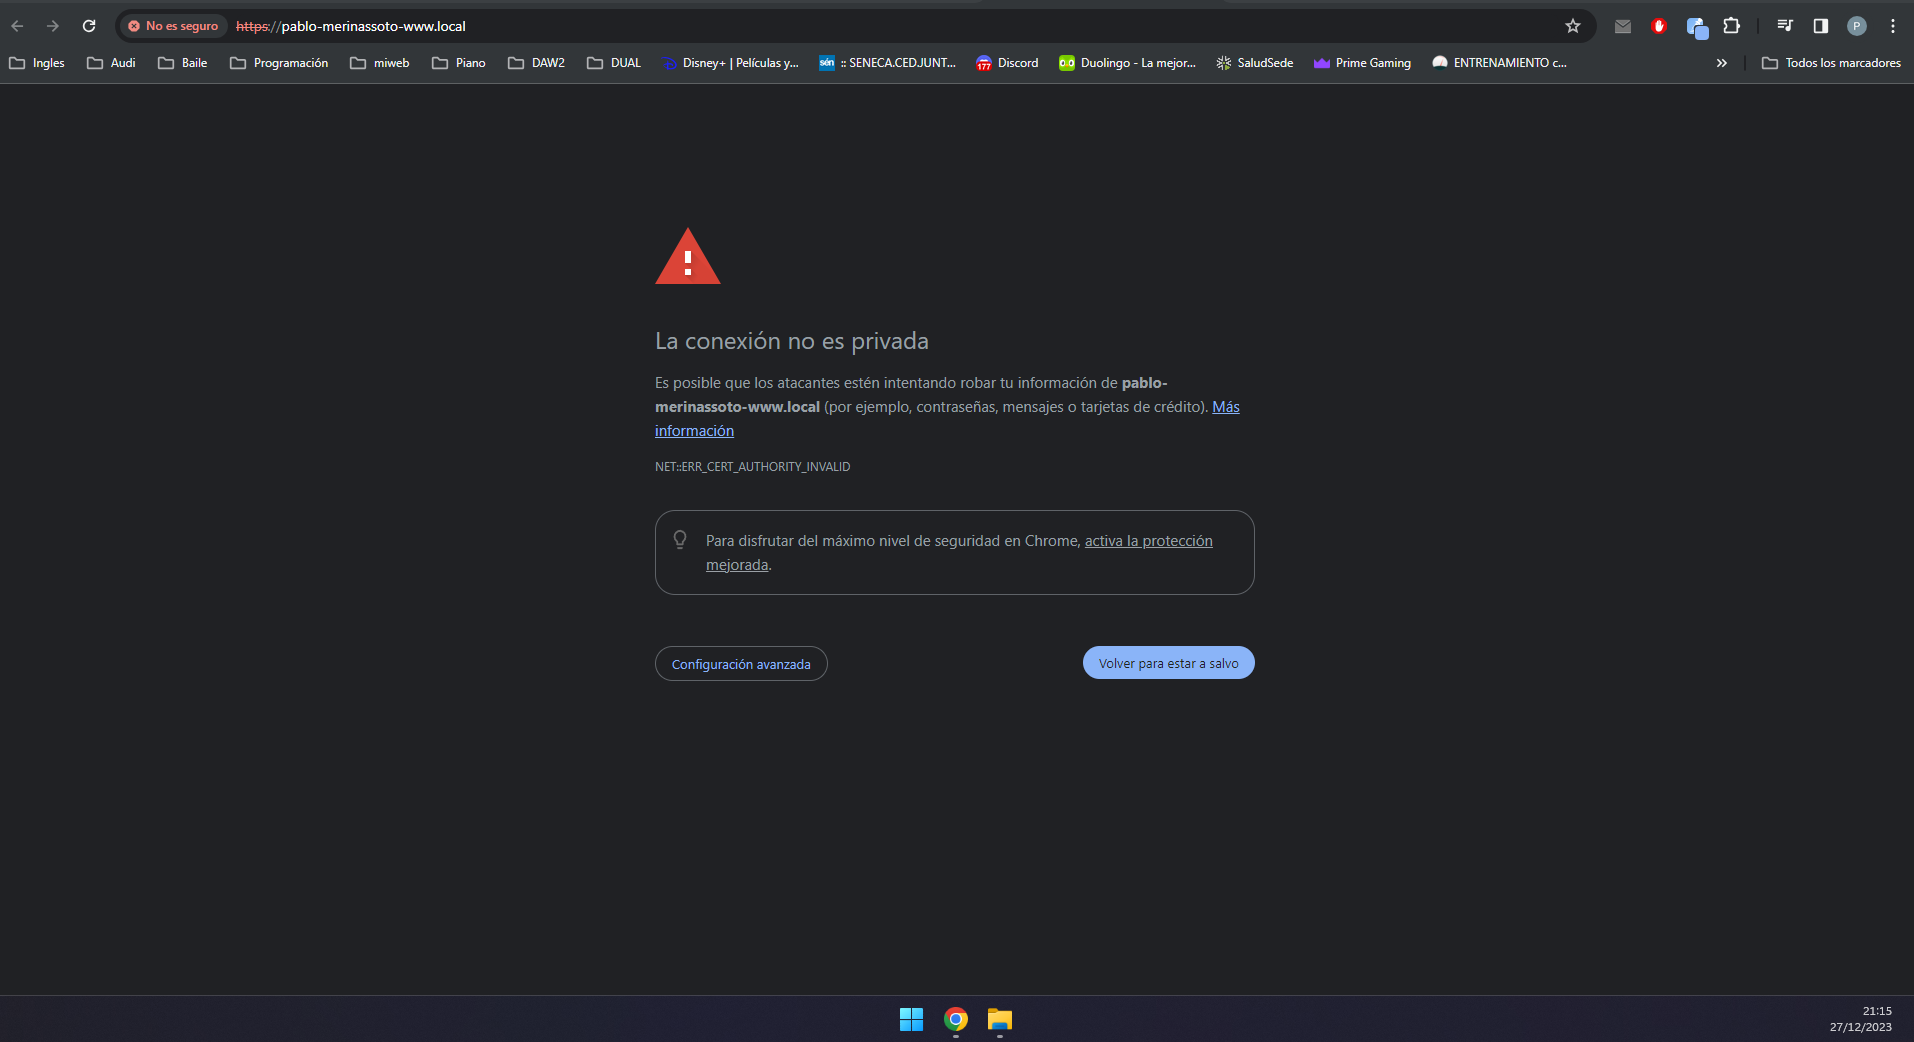 No es seguro https://pablo-merinassoto-www.local P
Ingles Audi Baile Programación miweb Piano DAW2 DUAL Disney+ | Películas y... sén :: SENECA.CED.JUNT... 177 Discord Duolingo - La mejor... SaludSede Prime Gaming ENTRENAMIENTO c... » Todos los marcadores
La conexión no es privada
Es posible que los atacantes estén intentando robar tu información de pablo-
merinassoto-www.local (por ejemplo, contraseñas, mensajes o tarjetas de crédito). Más
información
NET::ERR_CERT_AUTHORITY_INVALID
Para disfrutar del máximo nivel de seguridad en Chrome, activa la protección
mejorada.
Configuración avanzada Volver para estar a salvo
21:15
27/12/2023